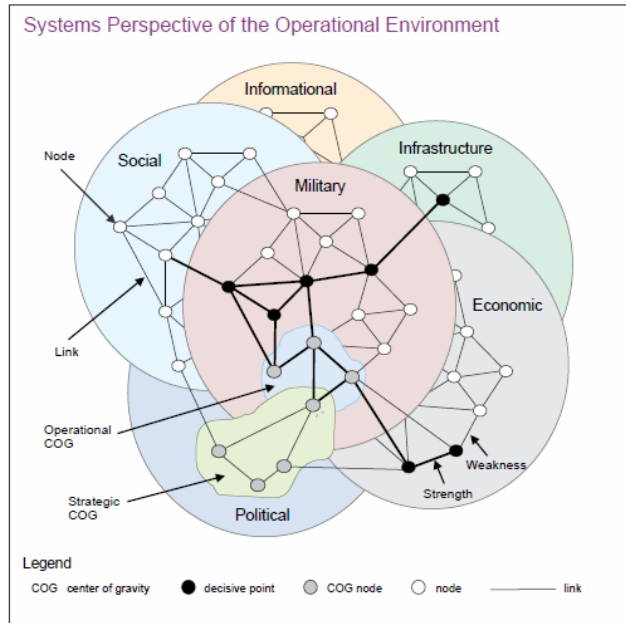 Systems Perspective of the Operational Environment
Informational
Social
Infrastructure
Node
Military
Economic
Link
Operational
COG
Weakness
Strength
Strategic
COG
Political
Legend
COG center of gravity decisive point COG node node link